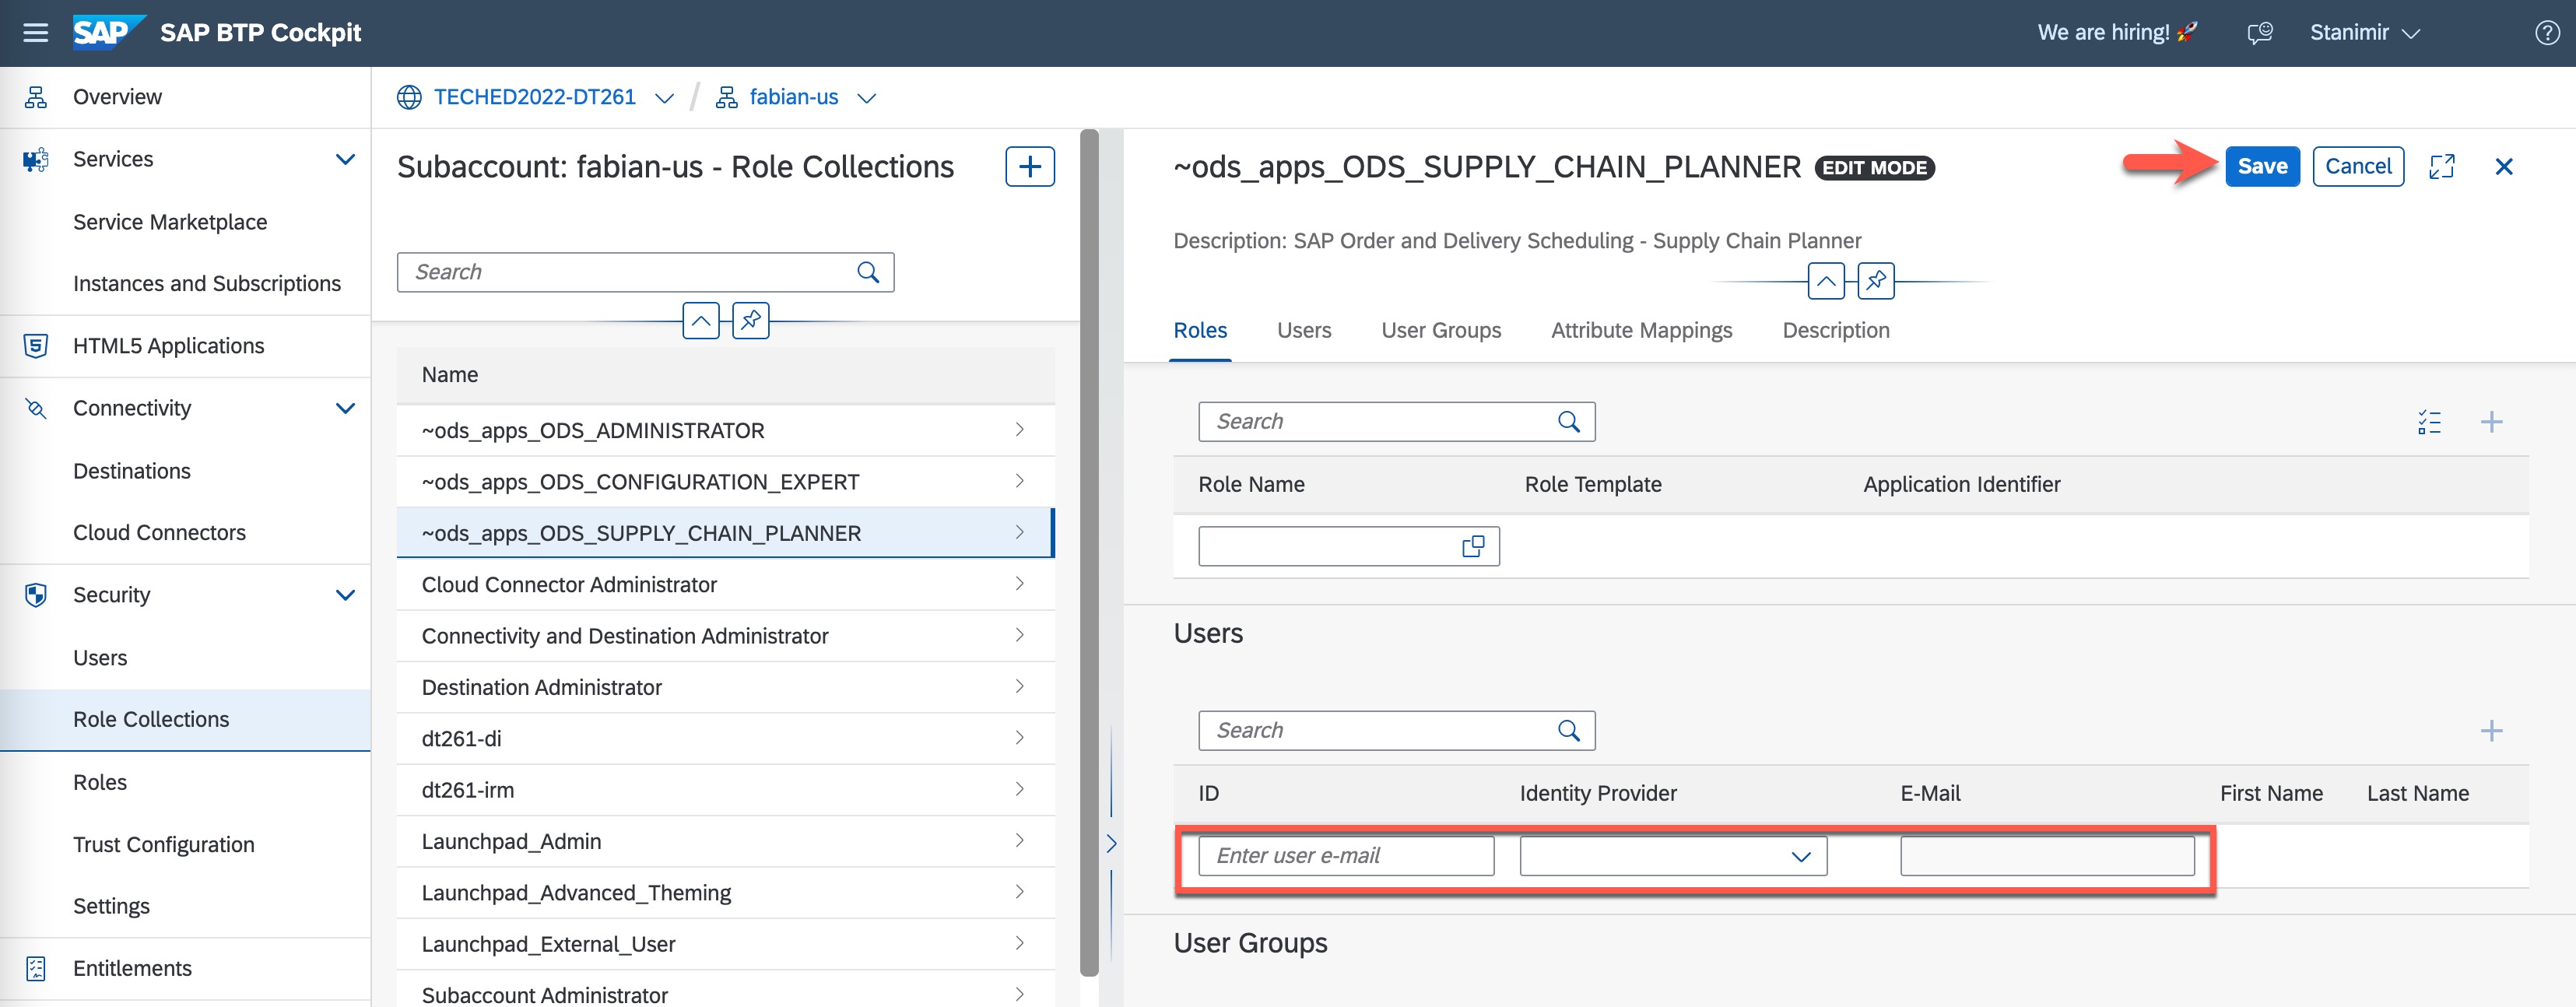 SAP SAP BTP Cockpit
We are hiring! 🚀 Stanimir
Overview
Services
Service Marketplace
Instances and Subscriptions
HTML5 Applications
Connectivity
Destinations
Cloud Connectors
Security
Users
Role Collections
Roles
Trust Configuration
Settings
Entitlements
TECHED2022-DT261 / fabian-us
Subaccount: fabian-us - Role Collections
Search
Name
~ods_apps_ODS_ADMINISTRATOR
~ods_apps_ODS_CONFIGURATION_EXPERT
~ods_apps_ODS_SUPPLY_CHAIN_PLANNER
Cloud Connector Administrator
Connectivity and Destination Administrator
Destination Administrator
dt261-di
dt261-irm
Launchpad_Admin
Launchpad_Advanced_Theming
Launchpad_External_User
Subaccount Administrator
~ods_apps_ODS_SUPPLY_CHAIN_PLANNER EDIT MODE
Save Cancel
Description: SAP Order and Delivery Scheduling - Supply Chain Planner
Roles Users User Groups Attribute Mappings Description
Search
Role Name Role Template Application Identifier
Users
Search
ID Identity Provider E-Mail First Name Last Name
Enter user e-mail
User Groups